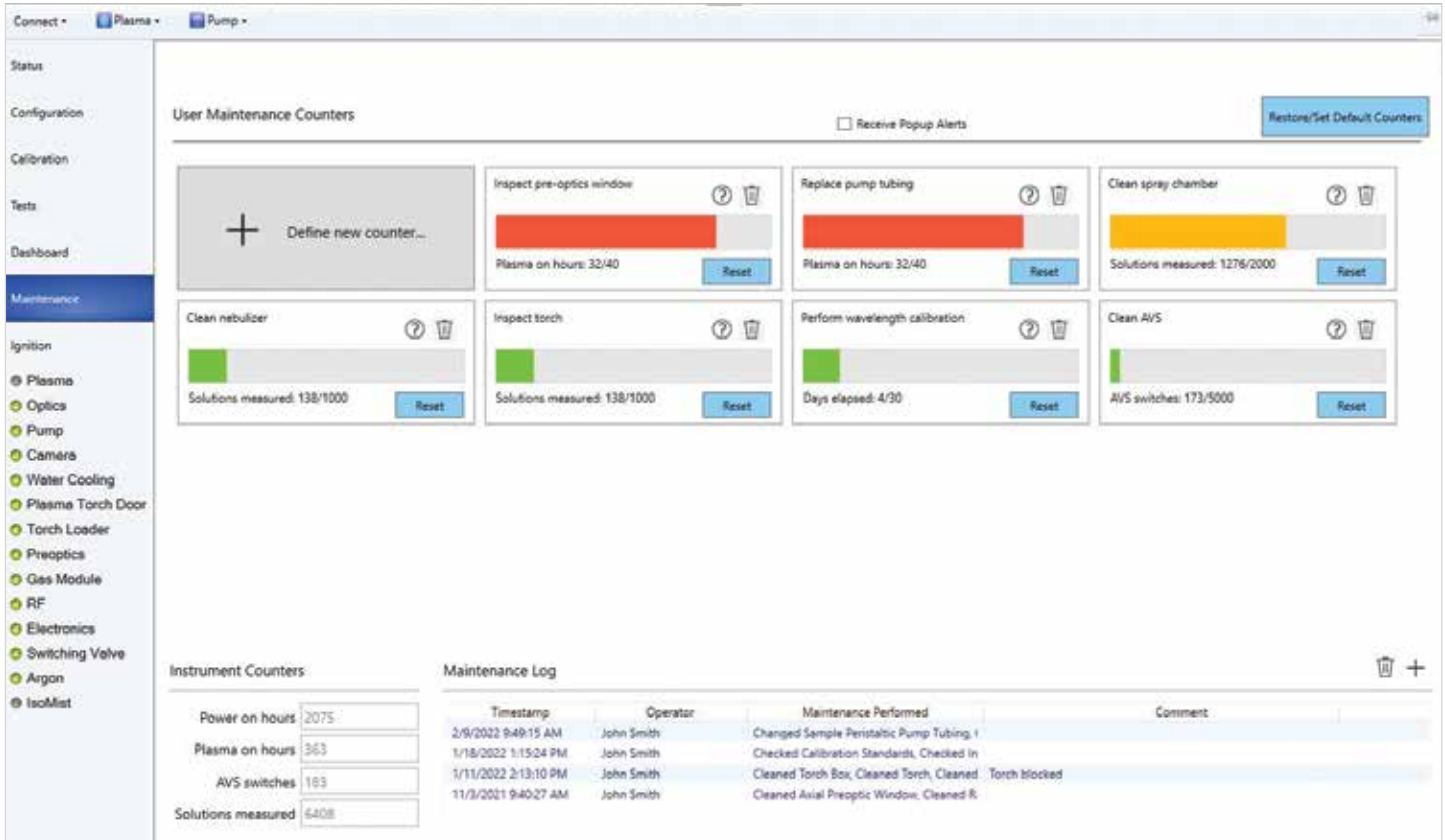 Connect
Plasma
Pump
Status
Configuration
Calibration
Tests
Dashboard
Maintenance
Ignition
Plasma
Optics
Pump
Camera
Water Cooling
Plasma Torch Door
Torch Loader
Preoptics
Gas Module
RF
Electronics
Switching Valve
Argon
IsoMist
User Maintenance Counters
Receive Popup Alerts
Restore/Set Default Counters
Define new counter...
Inspect pre-optics window
Plasma on hours: 32/40
Reset
Replace pump tubing
Plasma on hours: 32/40
Reset
Clean spray chamber
Solutions measured: 1276/2000
Reset
Clean nebulizer
Solutions measured: 138/1000
Reset
Inspect torch
Solutions measured: 138/1000
Reset
Perform wavelength calibration
Days elapsed: 4/30
Reset
Clean AVS
AVS switches: 173/5000
Reset
Instrument Counters
Power on hours 2075
Plasma on hours 363
AVS switches 183
Solutions measured 6408
Maintenance Log
Timestamp Operator Maintenance Performed Comment
2/9/2022 9:49:15 AM John Smith Changed Sample Peristaltic Pump Tubing,
1/18/2022 1:15:24 PM John Smith Checked Calibration Standards, Checked In
1/11/2022 2:13:10 PM John Smith Cleaned Torch Box, Cleaned Torch, Cleaned Torch blocked
11/3/2021 9:40:27 AM John Smith Cleaned Axial Preoptic Window, Cleaned R